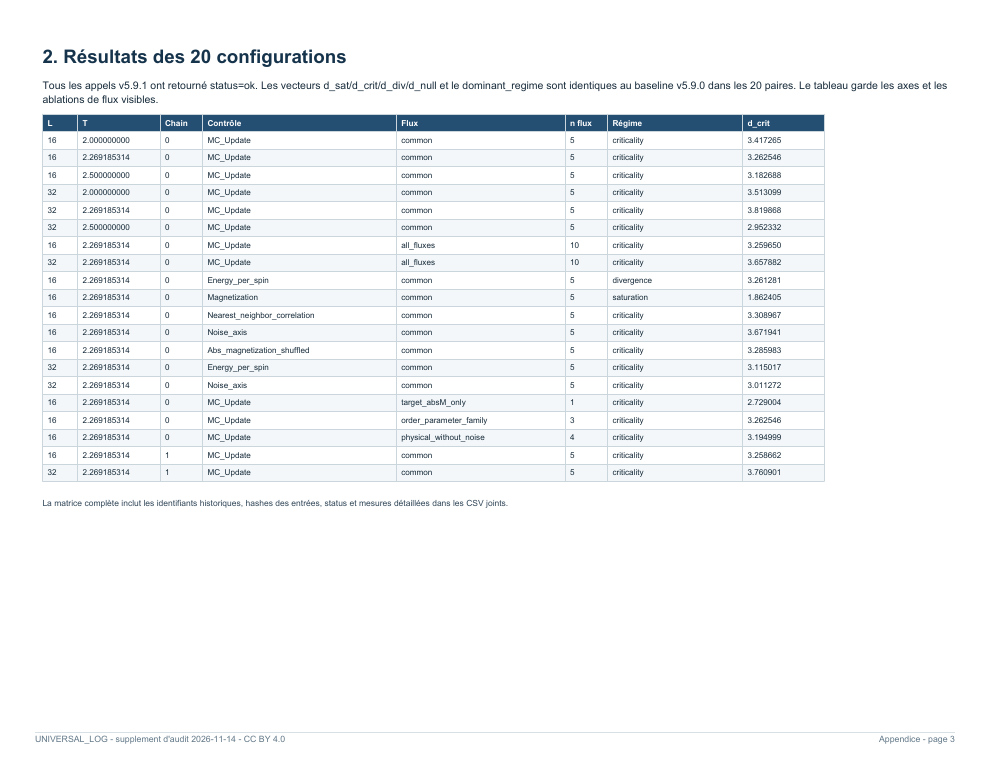 2. Résultats des 20 configurations
Tous les appels v5.9.1 ont retourné status=ok. Les vecteurs d_sat/d_crit/d_div/d_null et le dominant_regime sont identiques au baseline v5.9.0 dans les 20 paires. Le tableau garde les axes et les
ablations de flux visibles.
L T Chain Contrôle Flux n flux Régime d_crit
16 2.000000000 0 MC_Update common 5 criticality 3.417265
16 2.269185314 0 MC_Update common 5 criticality 3.262546
16 2.500000000 0 MC_Update common 5 criticality 3.182688
32 2.000000000 0 MC_Update common 5 criticality 3.513099
32 2.269185314 0 MC_Update common 5 criticality 3.819868
32 2.500000000 0 MC_Update common 5 criticality 2.952332
16 2.269185314 0 MC_Update all_fluxes 10 criticality 3.259650
32 2.269185314 0 MC_Update all_fluxes 10 criticality 3.657882
16 2.269185314 0 Energy_per_spin common 5 divergence 3.261281
16 2.269185314 0 Magnetization common 5 saturation 1.862405
16 2.269185314 0 Nearest_neighbor_correlation common 5 criticality 3.308967
16 2.269185314 0 Noise_axis common 5 criticality 3.671941
16 2.269185314 0 Abs_magnetization_shuffled common 5 criticality 3.285983
32 2.269185314 0 Energy_per_spin common 5 criticality 3.115017
32 2.269185314 0 Noise_axis common 5 criticality 3.011272
16 2.269185314 0 MC_Update target_absM_only 1 criticality 2.729004
16 2.269185314 0 MC_Update order_parameter_family 3 criticality 3.262546
16 2.269185314 0 MC_Update physical_without_noise 4 criticality 3.194999
16 2.269185314 1 MC_Update common 5 criticality 3.258662
32 2.269185314 1 MC_Update common 5 criticality 3.760901
La matrice complète inclut les identifiants historiques, hashes des entrées, status et mesures détaillées dans les CSV joints.
UNIVERSAL_LOG - supplement d'audit 2026-11-14 - CC BY 4.0
Appendice - page 3